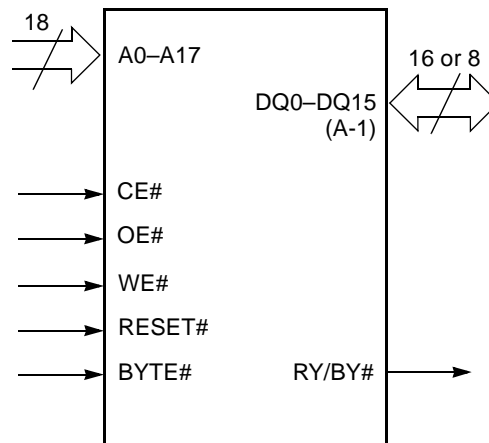 18
A0–A17
16 or 8
DQ0–DQ15
(A-1)
CE#
OE#
WE#
RESET#
BYTE#
RY/BY#